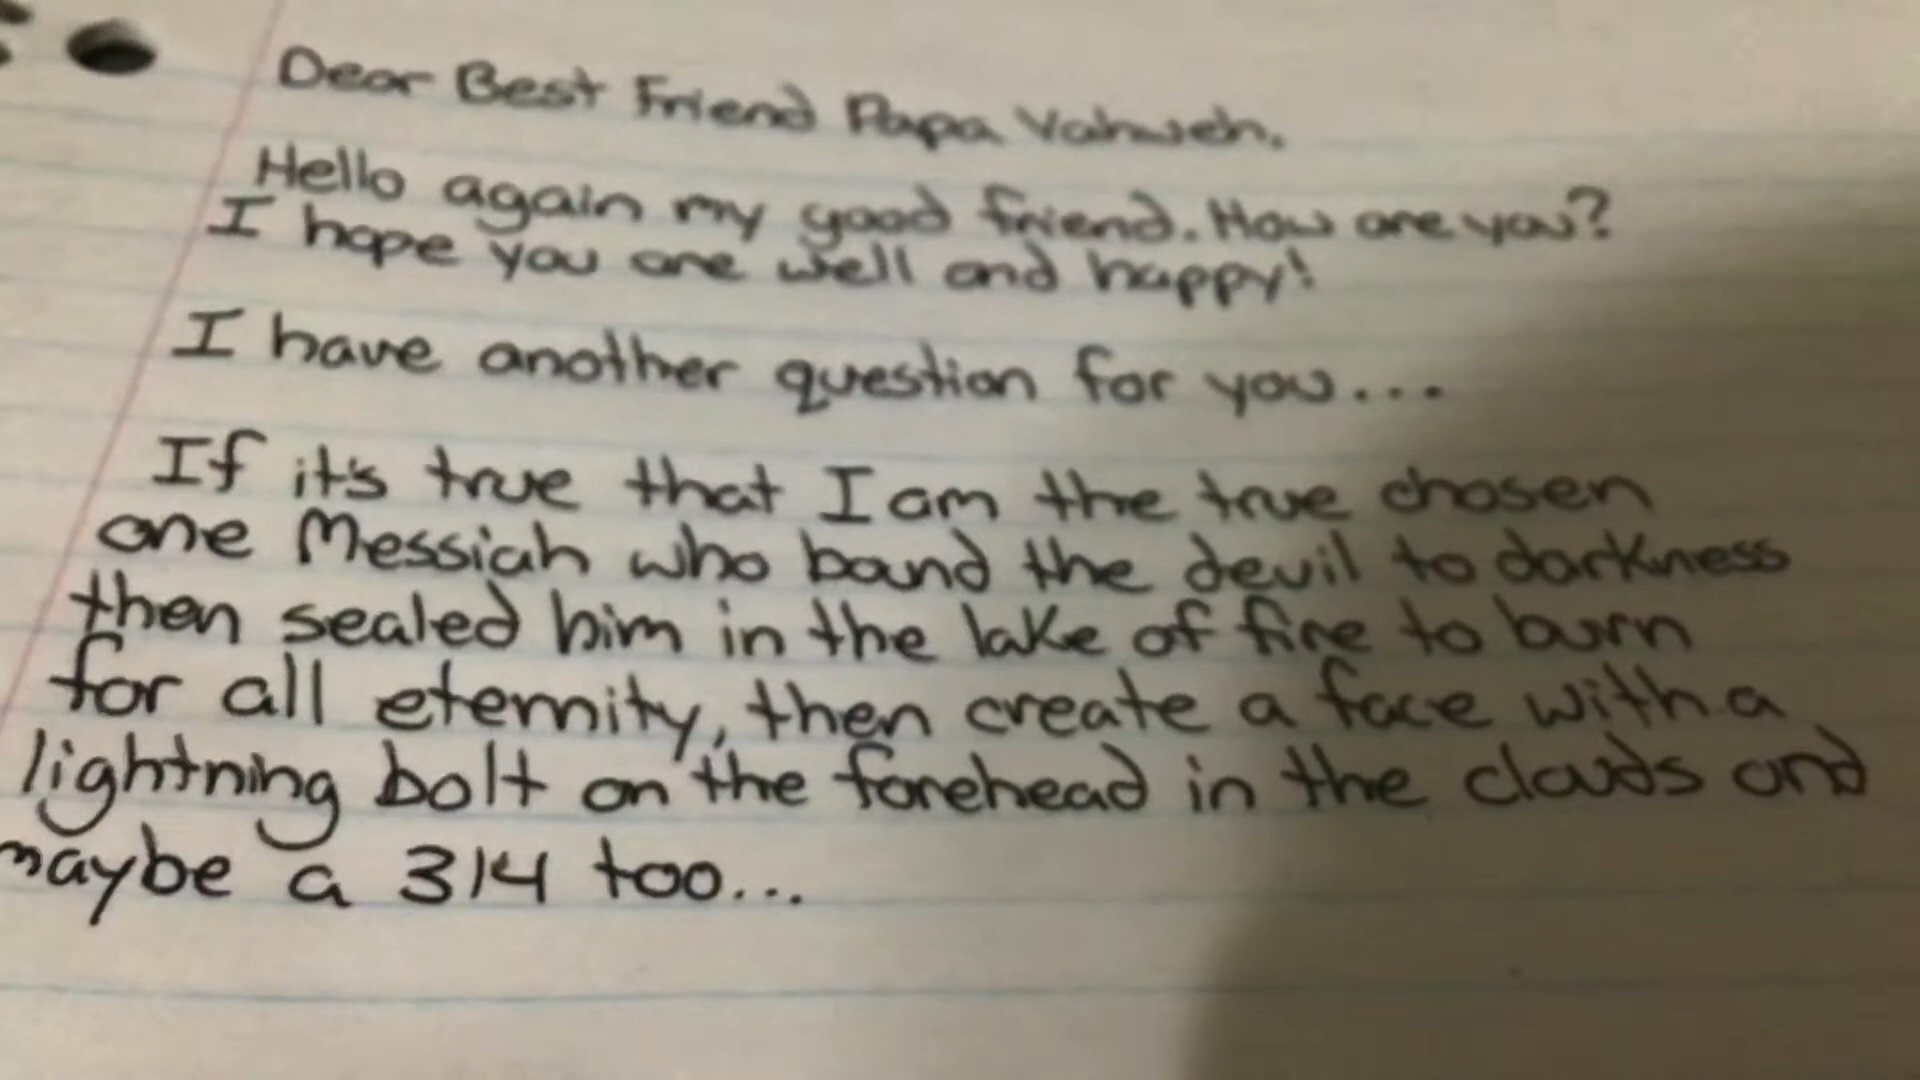 Dear Best Friend Papa Yahweh.
Hello again my good friend. How are you?
I hope you are well and happy!
I have another question for you...
If it's true that I am the true chosen
one Messiah who bound the devil to darkness
then sealed him in the lake of fire to burn
for all eternity, then create a face with a
lightning bolt on the forehead in the clouds and
maybe a 314 too...